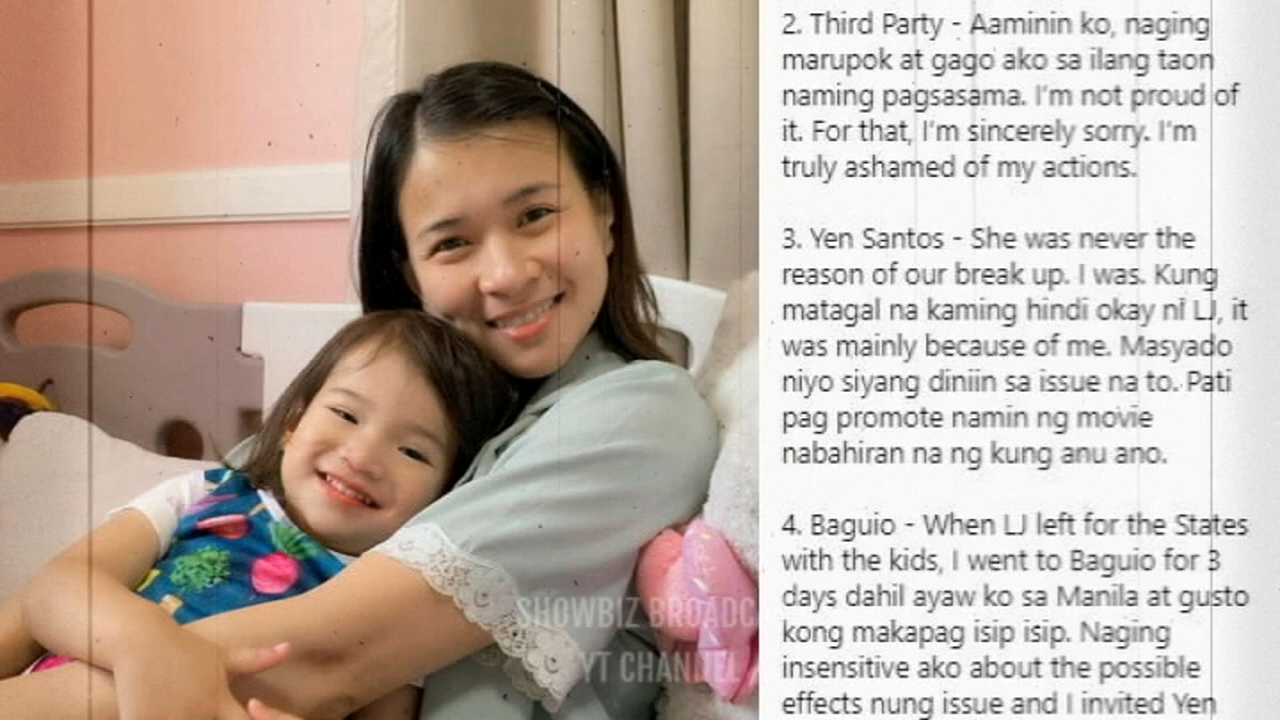 2. Third Party - Aaminin ko, naging
marupok at gago ako sa ilang taon
naming pagsasama. I'm not proud of
it. For that, I'm sincerely sorry. I'm
truly ashamed of my actions.
3. Yen Santos - She was never the
reason of our break up. I was. Kung
matagal na kaming hindi okay ni LJ, it
was mainly because of me. Masyado
niyo siyang diniin sa issue na to. Pati
pag promote namin ng movie
nabahiran na ng kung anu ano.
4. Baguio - When LJ left for the States
with the kids, I went to Baguio for 3
days dahil ayaw ko sa Manila at gusto
kong makapag isip isip. Naging
insensitive ako about the possible
effects nung issue and I invited Yen
SHOWBIZ BROADC
YT CHANNEL